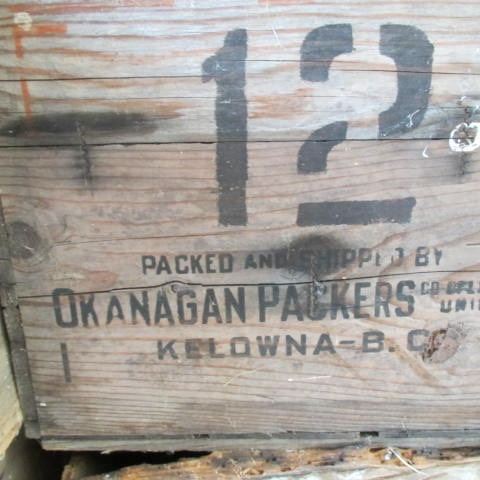 12
PACKED AND SHIPPED BY
OKANAGAN PACKERS
KELOWNA-B.C.